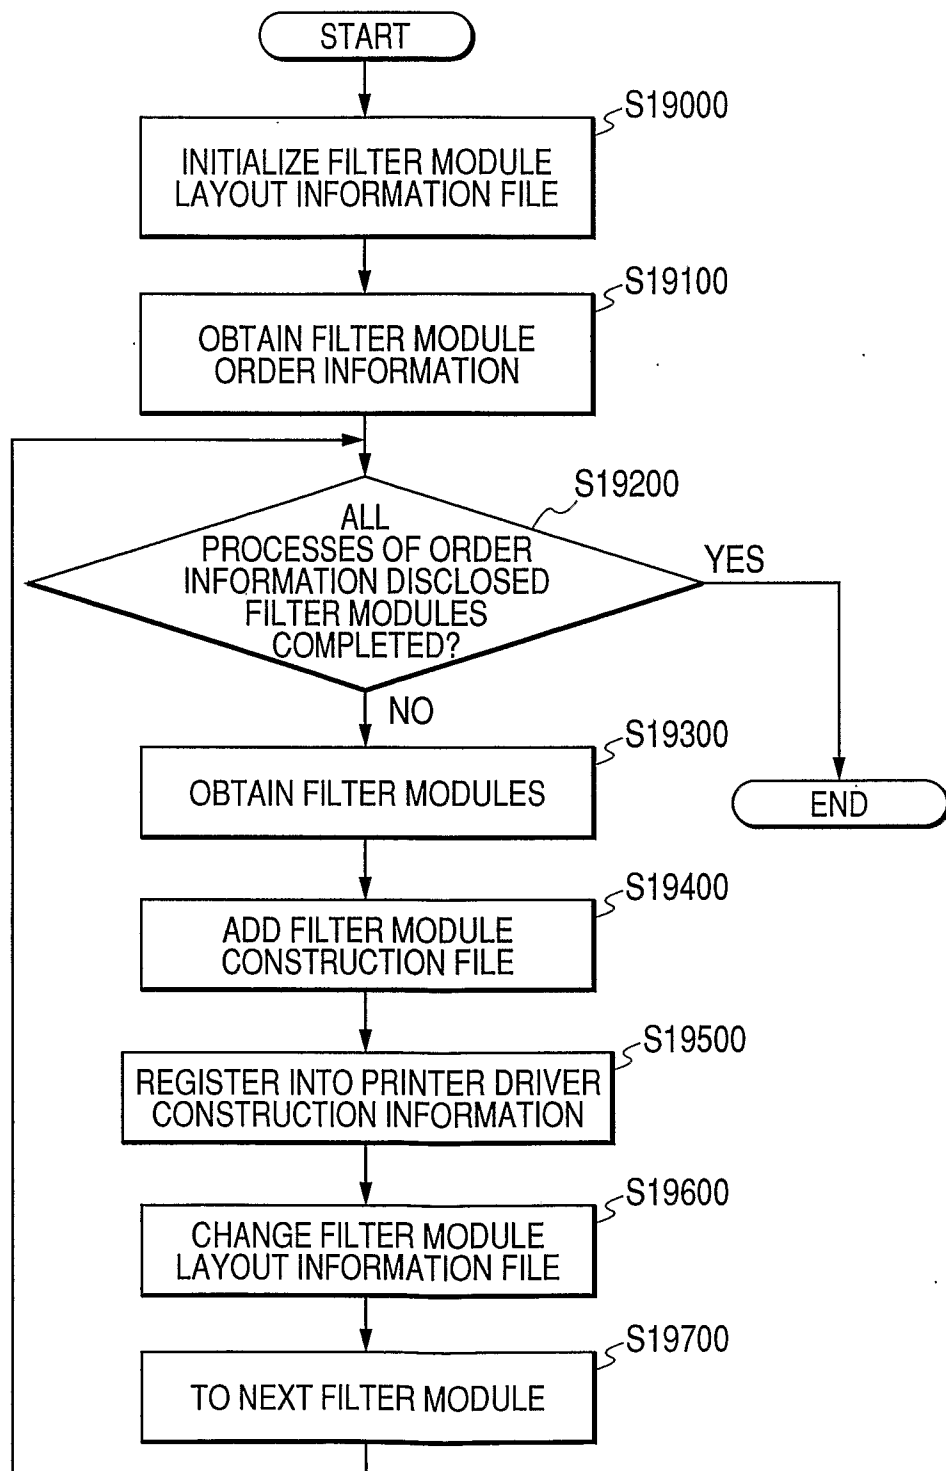 START
S19000
INITIALIZE FILTER MODULE
LAYOUT INFORMATION FILE
S19100
OBTAIN FILTER MODULE
ORDER INFORMATION
S19200
ALL
PROCESSES OF ORDER
INFORMATION DISCLOSED
FILTER MODULES
COMPLETED?
YES
NO
S19300
OBTAIN FILTER MODULES
END
S19400
ADD FILTER MODULE
CONSTRUCTION FILE
S19500
REGISTER INTO PRINTER DRIVER
CONSTRUCTION INFORMATION
S19600
CHANGE FILTER MODULE
LAYOUT INFORMATION FILE
S19700
TO NEXT FILTER MODULE